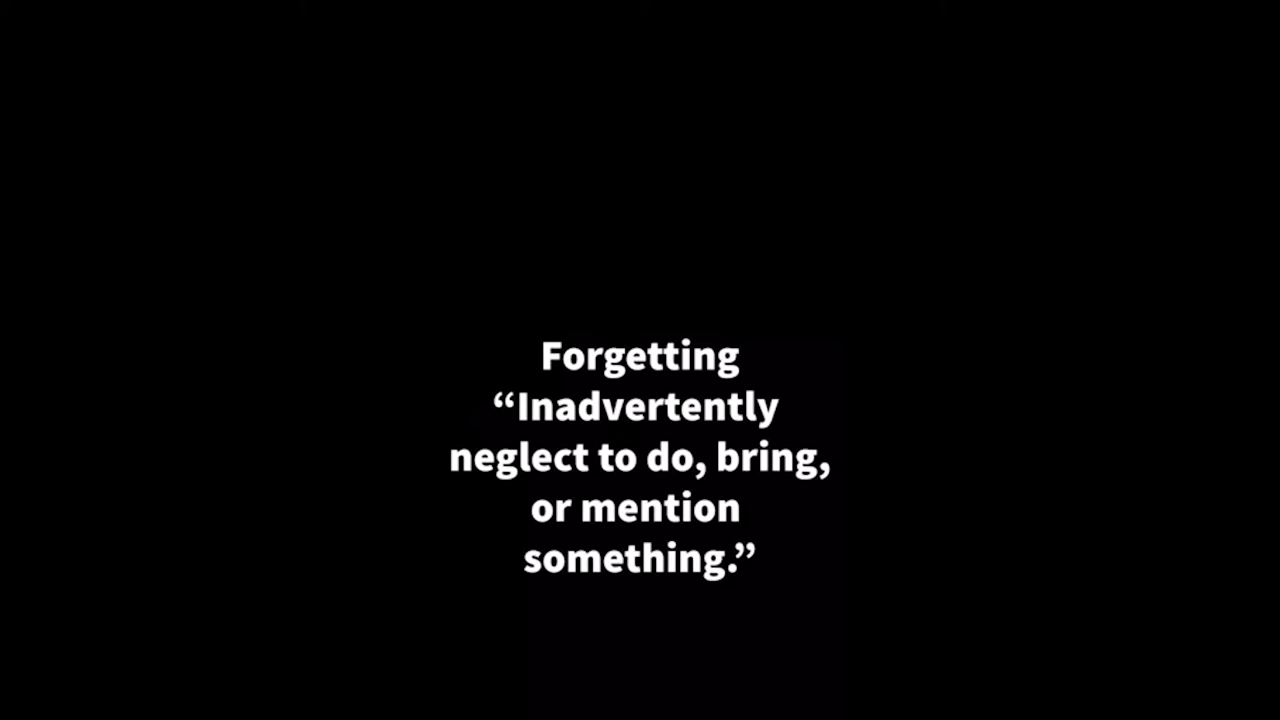 Forgetting
“Inadvertently
neglect to do, bring,
or mention
something.”